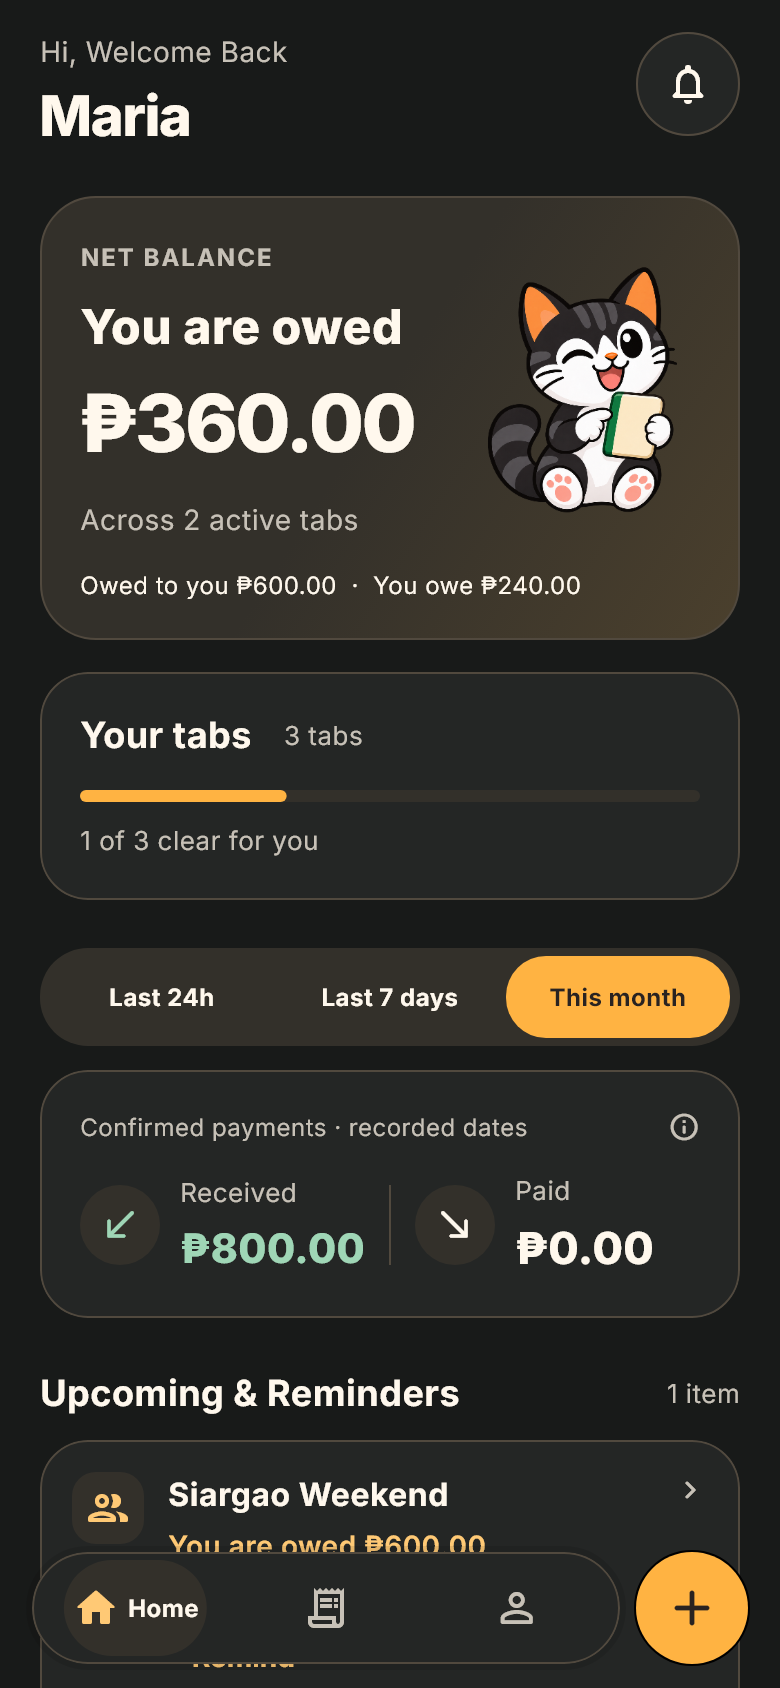 Hi, Welcome Back
Maria
NET BALANCE
You are owed
₱360.00
Across 2 active tabs
Owed to you ₱600.00 · You owe ₱240.00
Your tabs 3 tabs
1 of 3 clear for you
Last 24h Last 7 days This month
Confirmed payments · recorded dates
Received Paid
₱800.00 ₱0.00
Upcoming & Reminders 1 item
Siargao Weekend
You are owed ₱600.00
Home
Remind